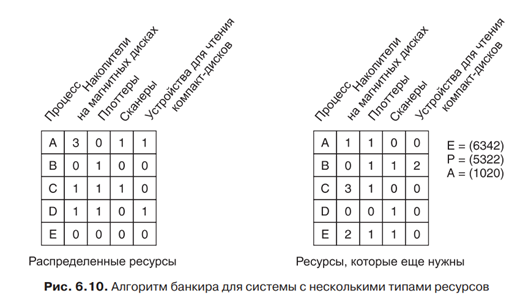 Процесс
Накопители
на магнитных дисках
Плоттеры
Сканеры
Устройства для чтения
компакт-дисков
A 3 0 1 1
B 0 1 0 0
C 1 1 1 0
D 1 1 0 1
E 0 0 0 0
Распределенные ресурсы
Процесс
Накопители
на магнитных дисках
Плоттеры
Сканеры
Устройства для чтения
компакт-дисков
A 1 1 0 0
B 0 1 1 2
C 3 1 0 0
D 0 0 1 0
E 2 1 1 0
Ресурсы, которые еще нужны
E = (6342)
P = (5322)
A = (1020)
Рис. 6.10. Алгоритм банкира для системы с несколькими типами ресурсов